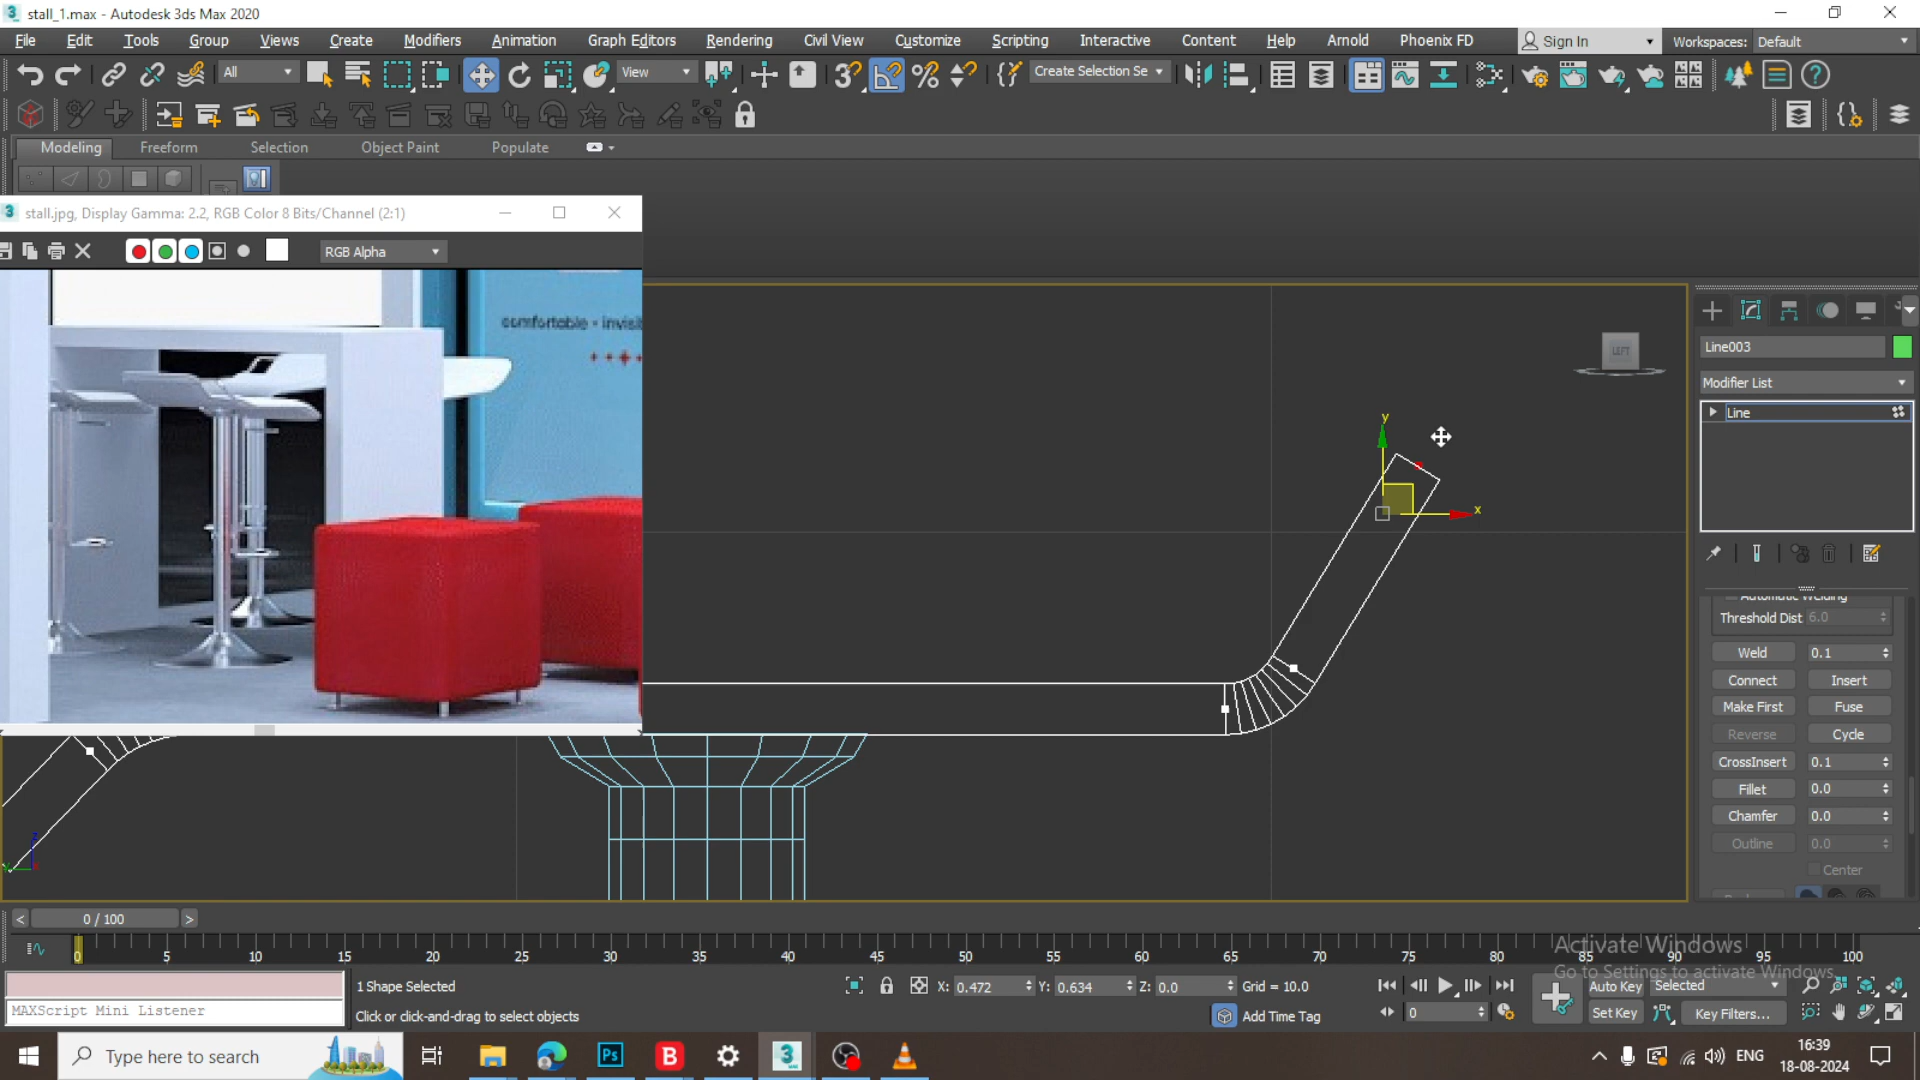 stall_1.max - Autodesk 3ds Max 2020
File Edit Tools Group Views Create Modifiers Animation Graph Editors Rendering Civil View Customize Scripting Interactive Content Help Arnold Phoenix FD Sign In Workspaces: Default
All View Create Selection Se
Modeling Freeform Selection Object Paint Populate
stall.jpg, Display Gamma: 2.2, RGB Color 8 Bits/Channel (2:1)
RGB Alpha
comfortable • invisi
LEFT
y
x
Line003
Modifier List
Line
Automatic Welding
Threshold Dist 6.0
Weld 0.1
Connect Insert
Make First Fuse
Reverse Cycle
CrossInsert 0.1
Fillet 0.0
Chamfer 0.0
Outline 0.0
Center
0 / 100
0 5 10 15 20 25 30 35 40 45 50 55 60 65 70 75 80 85 90 95 100
Activate Windows
Go to Settings to activate Windows.
1 Shape Selected
X: 0.472 Y: 0.634 Z: 0.0 Grid = 10.0
Auto Key Selected
MAXScript Mini Listener
Click or click-and-drag to select objects
Add Time Tag
0
Set Key Key Filters...
Type here to search
Ps
B
3
ENG
16:39
18-08-2024